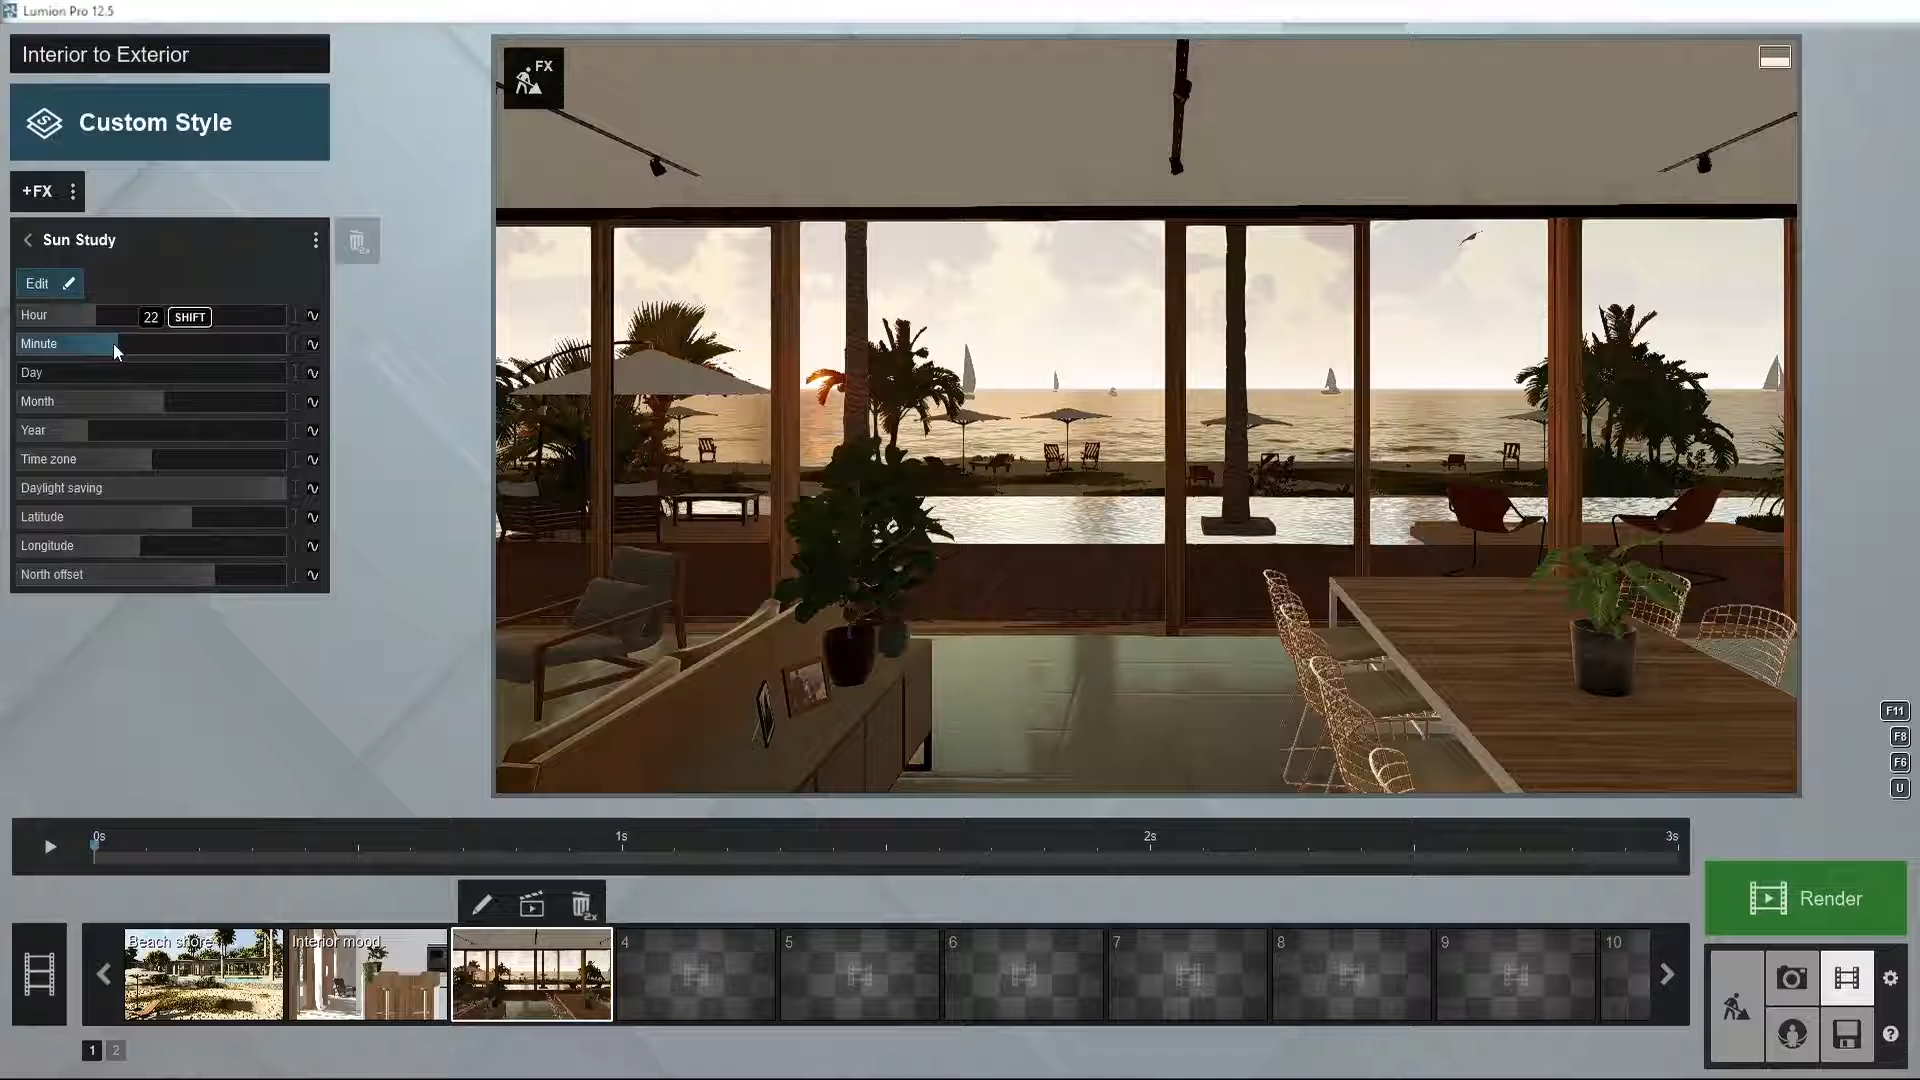 Lumion Pro 12.5
Interior to Exterior
Custom Style
+FX
FX
Sun Study
Edit
Hour
22 SHIFT
Minute
Day
Month
Year
Time zone
Daylight saving
Latitude
Longitude
North offset
F11
F8
F6
U
0s 1s 2s 3s
2x
Render
Beach shore
Interior mood
4 5 6 7 8 9 10
1 2